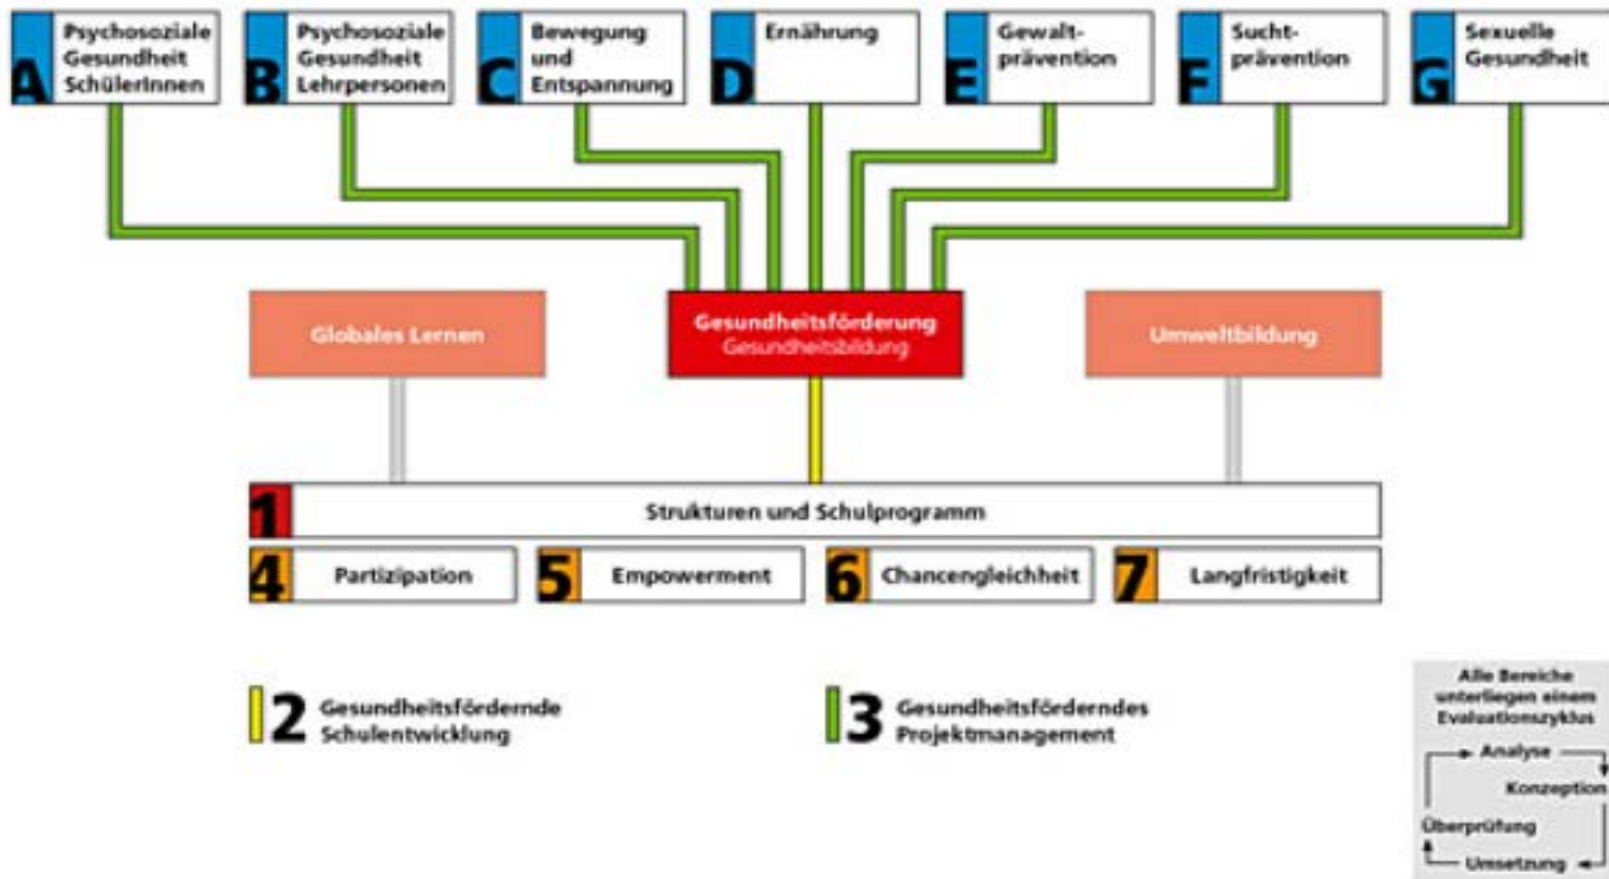 A
Psychosoziale
Gesundheit
SchülerInnen
B
Psychosoziale
Gesundheit
Lehrpersonen
C
Bewegung
und
Entspannung
D
Ernährung
E
Gewalt-
prävention
F
Sucht-
prävention
G
Sexuelle
Gesundheit
Globales Lernen
Gesundheitsförderung
Gesundheitsbildung
Umweltbildung
1 Strukturen und Schulprogramm
4 Partizipation
5 Empowerment
6 Chancengleichheit
7 Langfristigkeit
2 Gesundheitsfördernde
Schulentwicklung
3 Gesundheitsförderndes
Projektmanagement
Alle Bereiche
unterliegen einem
Evaluationszyklus
Analyse
Konzeption
Überprüfung
Umsetzung